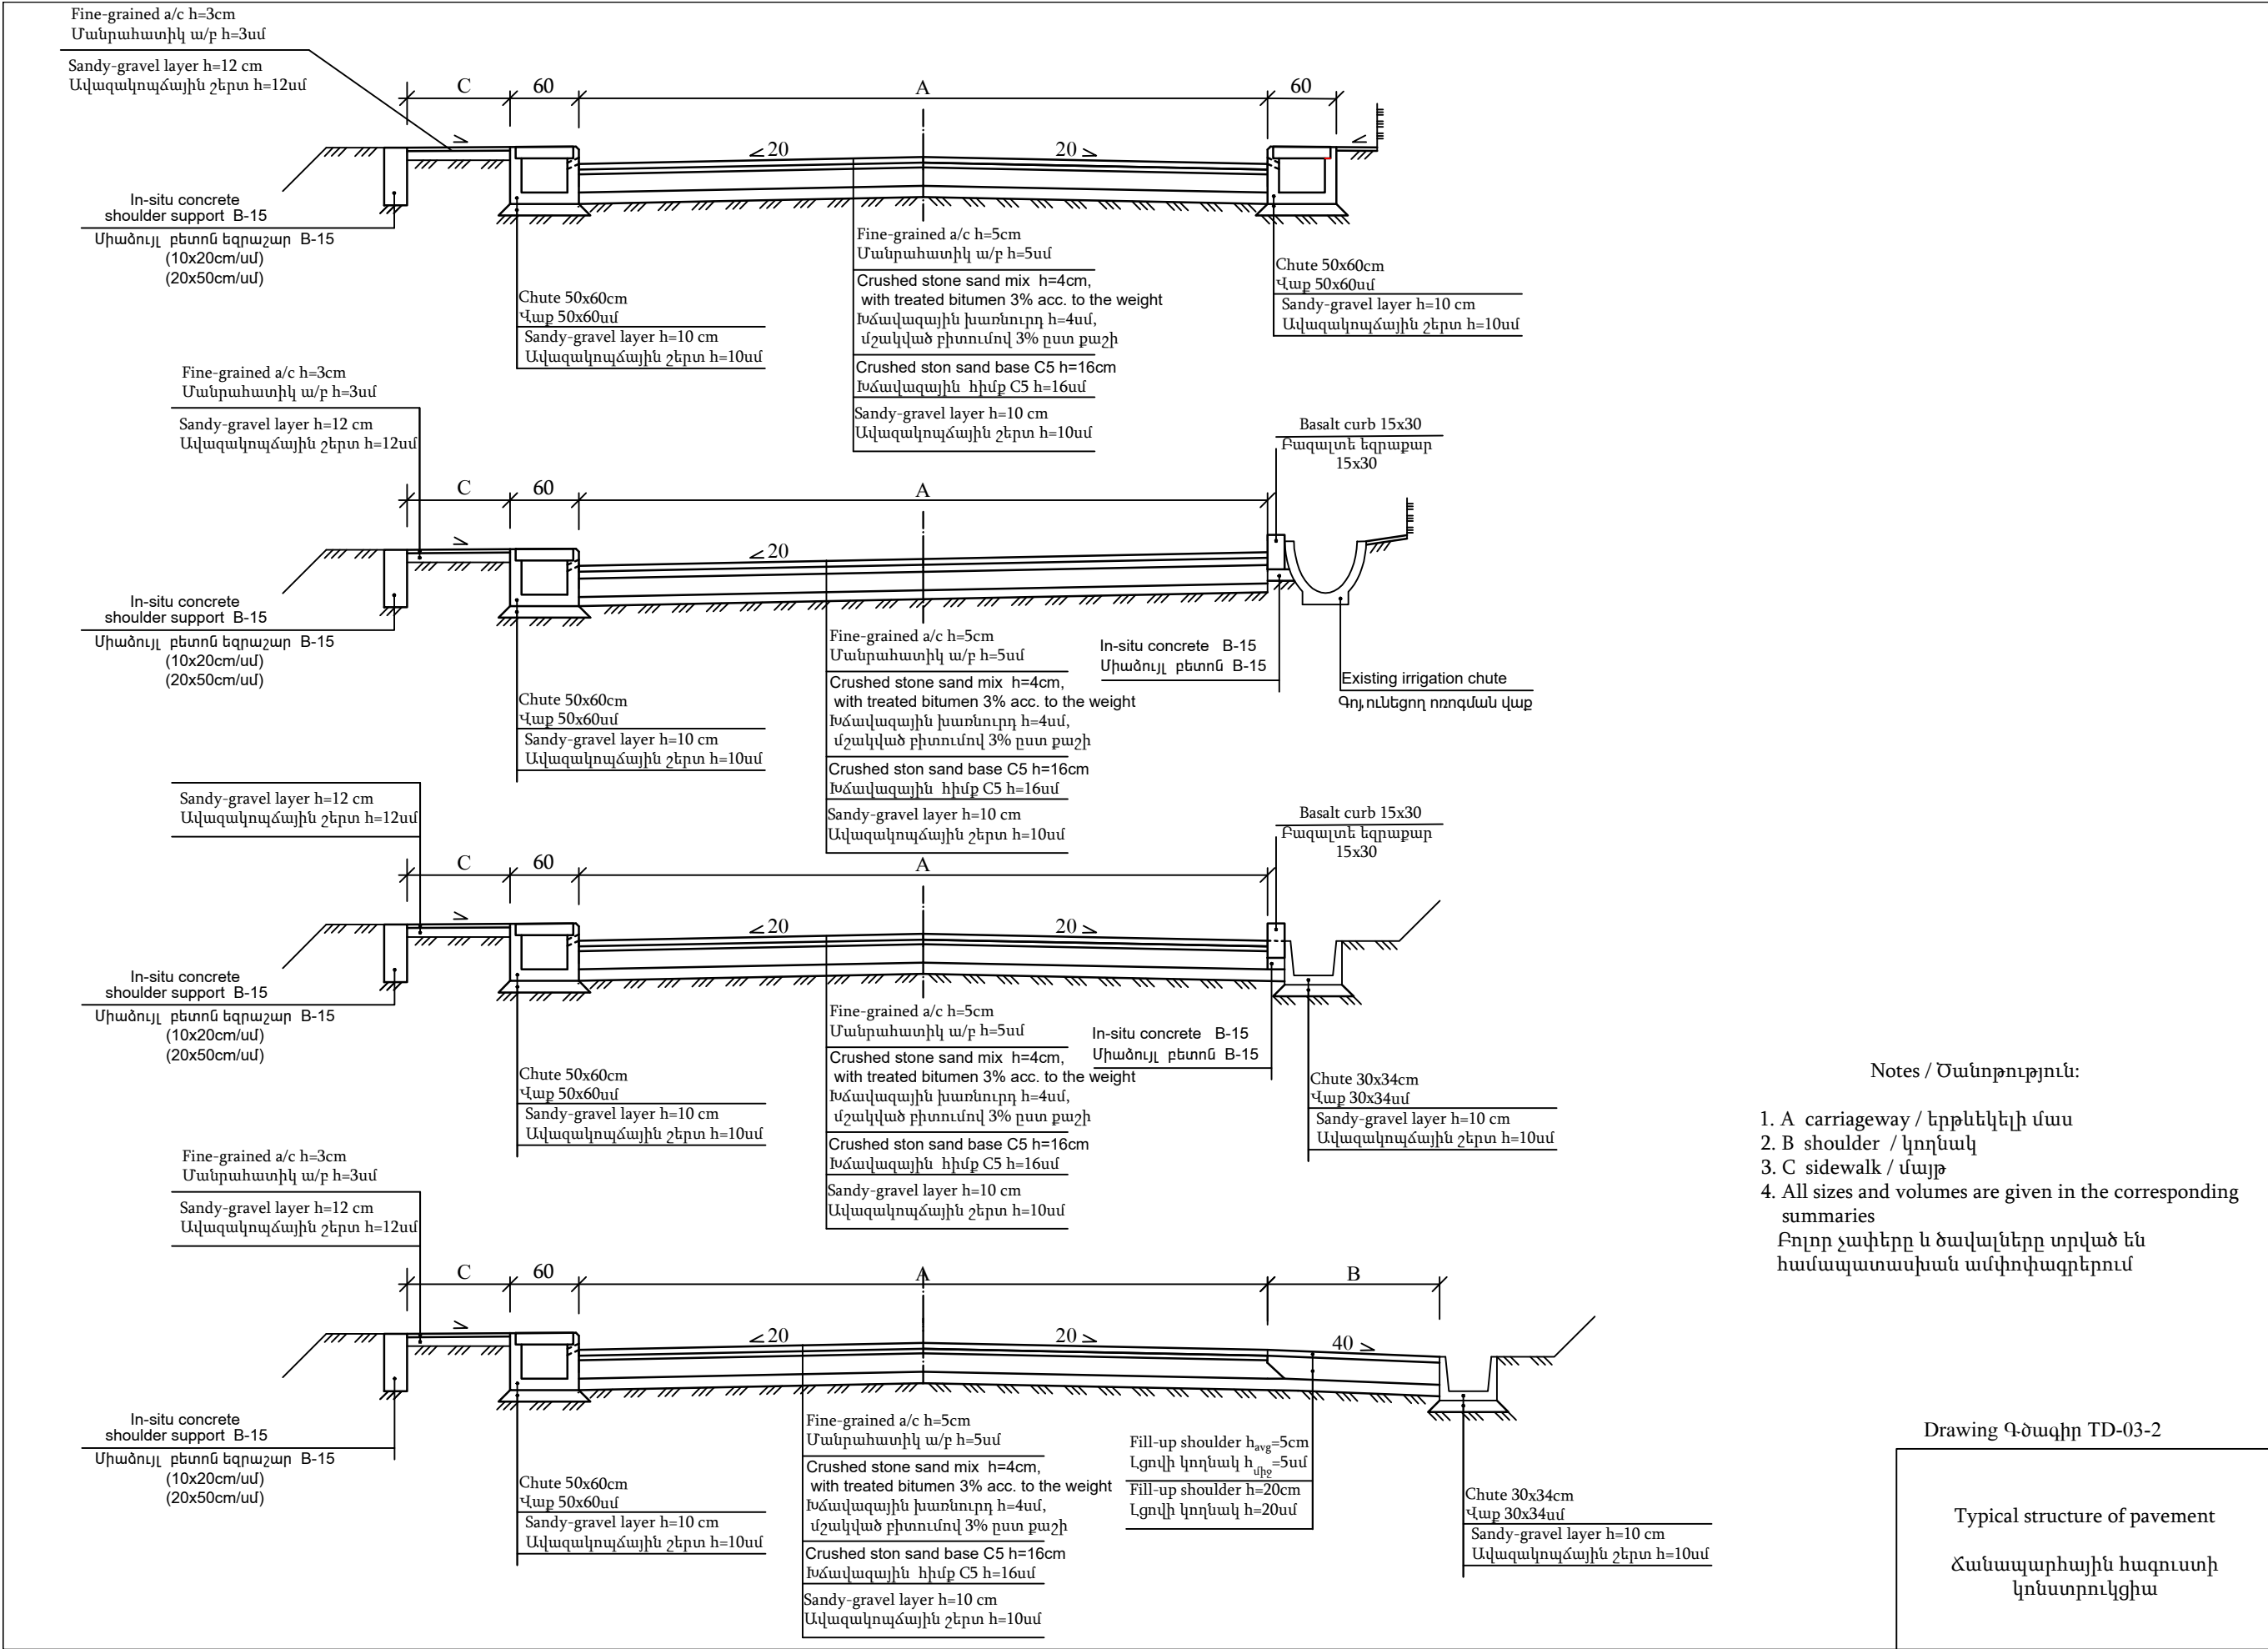 Fine-grained a/c h=3cm
Մանրահատիկ ա/բ h=3սմ
Sandy-gravel layer h=12 cm
Ավազակոպճային շերտ h=12սմ
C
60
A
60
20
20
In-situ concrete
shoulder support B-15
Միաձույլ բետոն եզրաշար B-15
(10x20cm/սմ)
(20x50cm/սմ)
Chute 50x60cm
Վաք 50x60սմ
Sandy-gravel layer h=10 cm
Ավազակոպճային շերտ h=10սմ
Fine-grained a/c h=5cm
Մանրահատիկ ա/բ h=5սմ
Crushed stone sand mix h=4cm,
with treated bitumen 3% acc. to the weight
Խճավազային խառնուրդ h=4սմ,
մշակված բիտումով 3% ըստ քաշի
Crushed ston sand base C5 h=16cm
Խճավազային հիմք C5 h=16սմ
Sandy-gravel layer h=10 cm
Ավազակոպճային շերտ h=10սմ
Chute 50x60cm
Վաք 50x60սմ
Sandy-gravel layer h=10 cm
Ավազակոպճային շերտ h=10սմ
Fine-grained a/c h=3cm
Մանրահատիկ ա/բ h=3սմ
Sandy-gravel layer h=12 cm
Ավազակոպճային շերտ h=12սմ
Basalt curb 15x30
Բազալտե եզրաքար
15x30
C
60
A
20
In-situ concrete
shoulder support B-15
Միաձույլ բետոն եզրաշար B-15
(10x20cm/սմ)
(20x50cm/սմ)
Chute 50x60cm
Վաք 50x60սմ
Sandy-gravel layer h=10 cm
Ավազակոպճային շերտ h=10սմ
Fine-grained a/c h=5cm
Մանրահատիկ ա/բ h=5սմ
Crushed stone sand mix h=4cm,
with treated bitumen 3% acc. to the weight
Խճավազային խառնուրդ h=4սմ,
մշակված բիտումով 3% ըստ քաշի
Crushed ston sand base C5 h=16cm
Խճավազային հիմք C5 h=16սմ
Sandy-gravel layer h=10 cm
Ավազակոպճային շերտ h=10սմ
In-situ concrete B-15
Միաձույլ բետոն B-15
Existing irrigation chute
Գոյ.ունեցող ոռոգման վաք
Sandy-gravel layer h=12 cm
Ավազակոպճային շերտ h=12սմ
Basalt curb 15x30
Բազալտե եզրաքար
15x30
C
60
A
20
20
In-situ concrete
shoulder support B-15
Միաձույլ բետոն եզրաշար B-15
(10x20cm/սմ)
(20x50cm/սմ)
Chute 50x60cm
Վաք 50x60սմ
Sandy-gravel layer h=10 cm
Ավազակոպճային շերտ h=10սմ
Fine-grained a/c h=5cm
Մանրահատիկ ա/բ h=5սմ
Crushed stone sand mix h=4cm,
with treated bitumen 3% acc. to the weight
Խճավազային խառնուրդ h=4սմ,
մշակված բիտումով 3% ըստ քաշի
Crushed ston sand base C5 h=16cm
Խճավազային հիմք C5 h=16սմ
Sandy-gravel layer h=10 cm
Ավազակոպճային շերտ h=10սմ
In-situ concrete B-15
Միաձույլ բետոն B-15
Chute 30x34cm
Վաք 30x34սմ
Sandy-gravel layer h=10 cm
Ավազակոպճային շերտ h=10սմ
Fine-grained a/c h=3cm
Մանրահատիկ ա/բ h=3սմ
Sandy-gravel layer h=12 cm
Ավազակոպճային շերտ h=12սմ
C
60
A
B
20
20
40
In-situ concrete
shoulder support B-15
Միաձույլ բետոն եզրաշար B-15
(10x20cm/սմ)
(20x50cm/սմ)
Chute 50x60cm
Վաք 50x60սմ
Sandy-gravel layer h=10 cm
Ավազակոպճային շերտ h=10սմ
Fine-grained a/c h=5cm
Մանրահատիկ ա/բ h=5սմ
Crushed stone sand mix h=4cm,
with treated bitumen 3% acc. to the weight
Խճավազային խառնուրդ h=4սմ,
մշակված բիտումով 3% ըստ քաշի
Crushed ston sand base C5 h=16cm
Խճավազային հիմք C5 h=16սմ
Sandy-gravel layer h=10 cm
Ավազակոպճային շերտ h=10սմ
Fill-up shoulder havg=5cm
Լցովի կողնակ hմիջ=5սմ
Fill-up shoulder h=20cm
Լցովի կողնակ h=20սմ
Chute 30x34cm
Վաք 30x34սմ
Sandy-gravel layer h=10 cm
Ավազակոպճային շերտ h=10սմ
Notes / Ծանոթություն:
1. A carriageway / երթևեկելի մաս
2. B shoulder / կողնակ
3. C sidewalk / մայթ
4. All sizes and volumes are given in the corresponding
summaries
Բոլոր չափերը և ծավալները տրված են
համապատասխան ամփոփագրերում
Drawing Գծագիր TD-03-2
Typical structure of pavement
Ճանապարհային հագուստի
կոնստրուկցիա